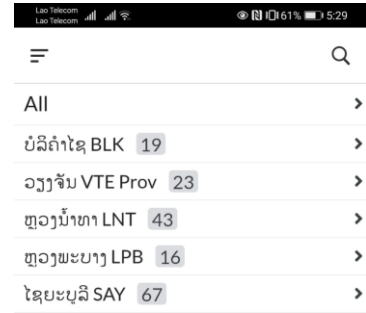 Lao Telecom
Lao Telecom
61% 5:29
All
ບໍລິຄໍາໄຊ BLK 19
ວຽງຈັນ VTE Prov 23
ຫຼວງນໍ້າທາ LNT 43
ຫຼວງພະບາງ LPB 16
ໄຊຍະບູລີ SAY 67